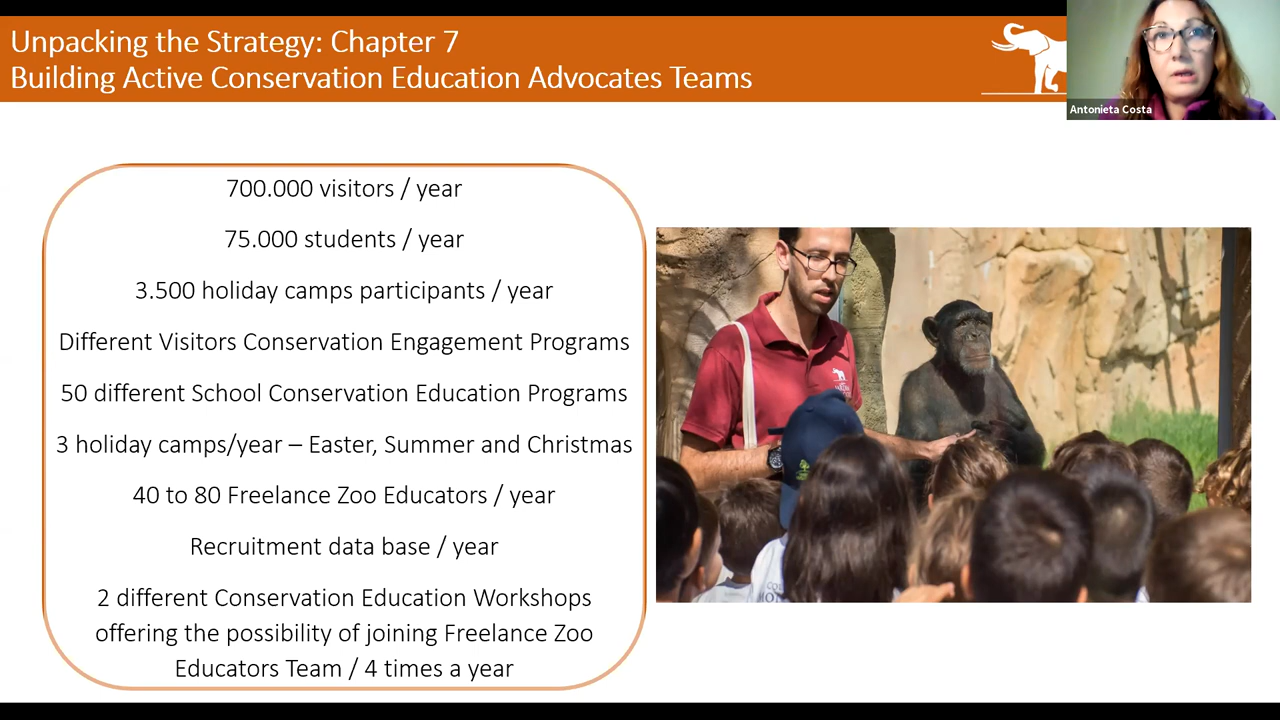 Unpacking the Strategy: Chapter 7
Building Active Conservation Education Advocates Teams
Antonieta Costa
700.000 visitors / year
75.000 students / year
3.500 holiday camps participants / year
Different Visitors Conservation Engagement Programs
50 different School Conservation Education Programs
3 holiday camps/year – Easter, Summer and Christmas
40 to 80 Freelance Zoo Educators / year
Recruitment data base / year
2 different Conservation Education Workshops
offering the possibility of joining Freelance Zoo
Educators Team / 4 times a year